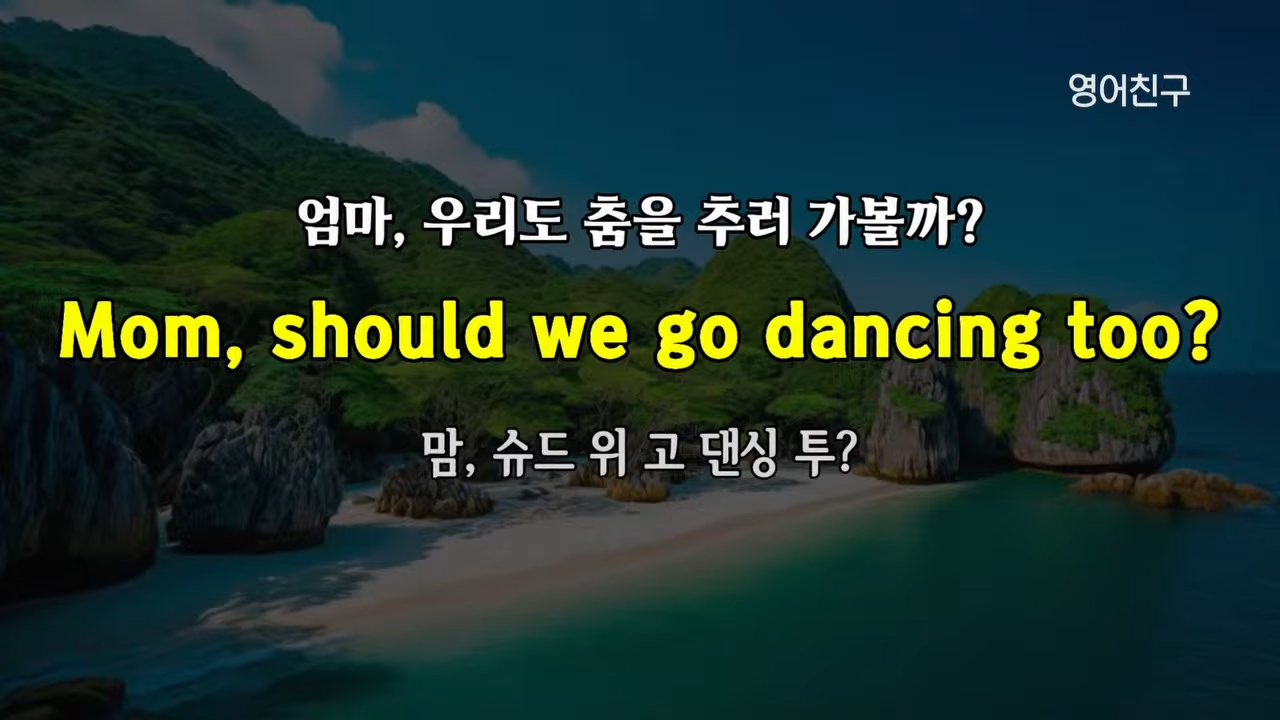 영어친구
엄마, 우리도 춤을 추러 가볼까?
Mom, should we go dancing too?
맘, 슈드 위 고 댄싱 투?